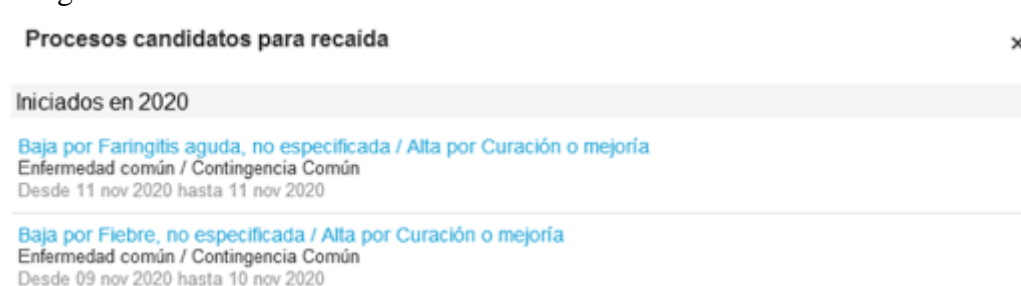 Procesos candidatos para recaída
×
Iniciados en 2020
Baja por Faringitis aguda, no especificada / Alta por Curación o mejoría
Enfermedad común / Contingencia Común
Desde 11 nov 2020 hasta 11 nov 2020
Baja por Fiebre, no especificada / Alta por Curación o mejoría
Enfermedad común / Contingencia Común
Desde 09 nov 2020 hasta 10 nov 2020